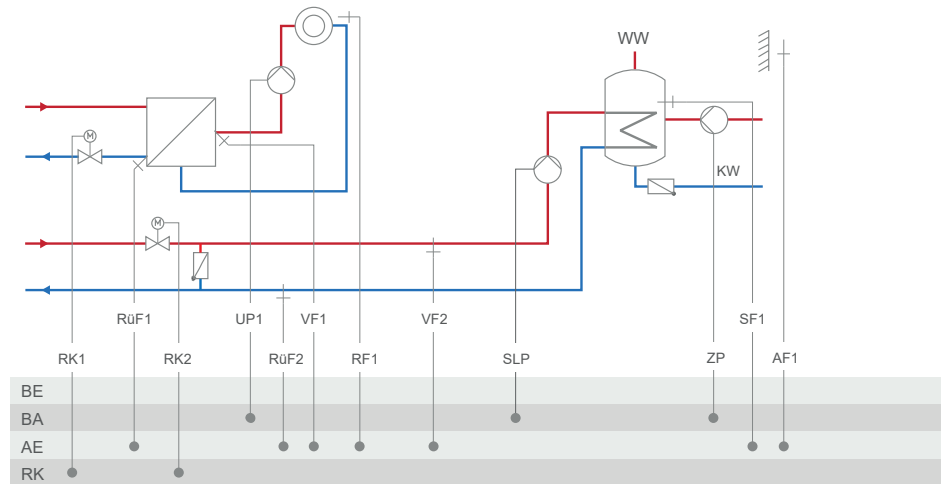 WW
M
KW
M
RüF1 UP1 VF1 VF2 SF1
RK1 RK2 RüF2 RF1 SLP ZP AF1
BE
BA
AE
RK